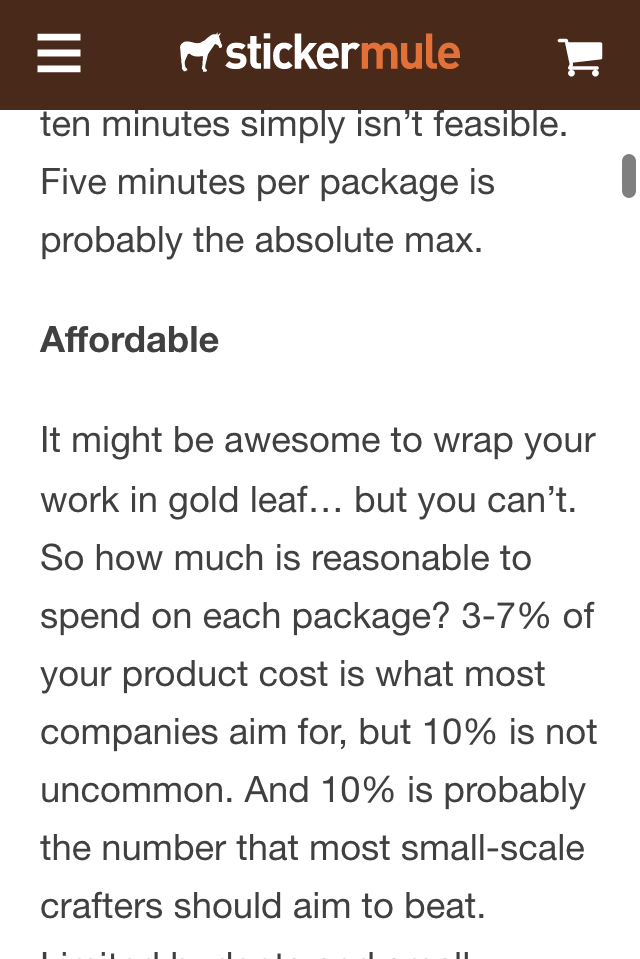 stickermule
ten minutes simply isn’t feasible.
Five minutes per package is
probably the absolute max.
Affordable
It might be awesome to wrap your
work in gold leaf… but you can’t.
So how much is reasonable to
spend on each package? 3-7% of
your product cost is what most
companies aim for, but 10% is not
uncommon. And 10% is probably
the number that most small-scale
crafters should aim to beat.